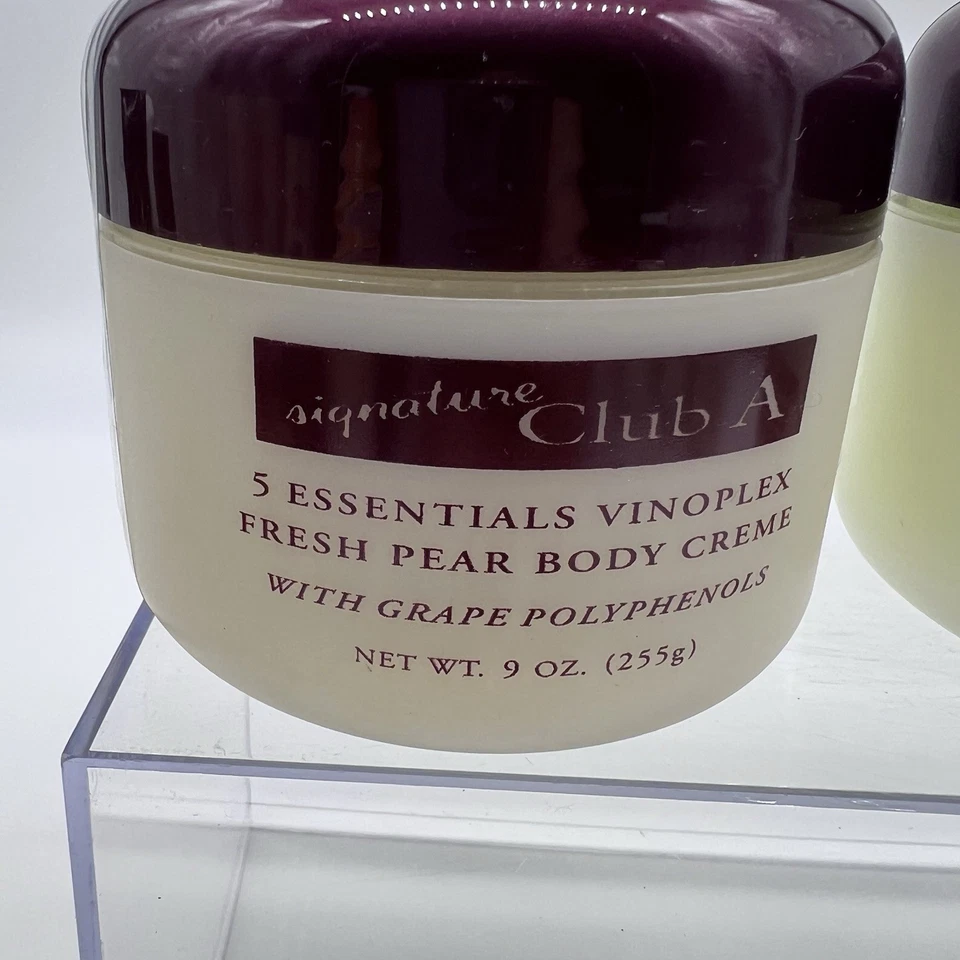 signature Club A
5 ESSENTIALS VINOPLEX
FRESH PEAR BODY CREME
WITH GRAPE POLYPHENOLS
NET WT. 9 OZ. (255g)